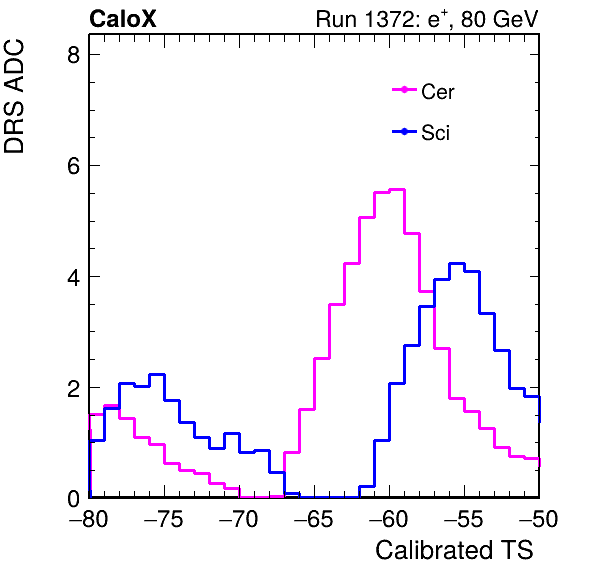 CaloX Run 1372: e⁺, 80 GeV
DRS ADC
8
6
4
2
0
Cer
Sci
−80 −75 −70 −65 −60 −55 −50
Calibrated TS